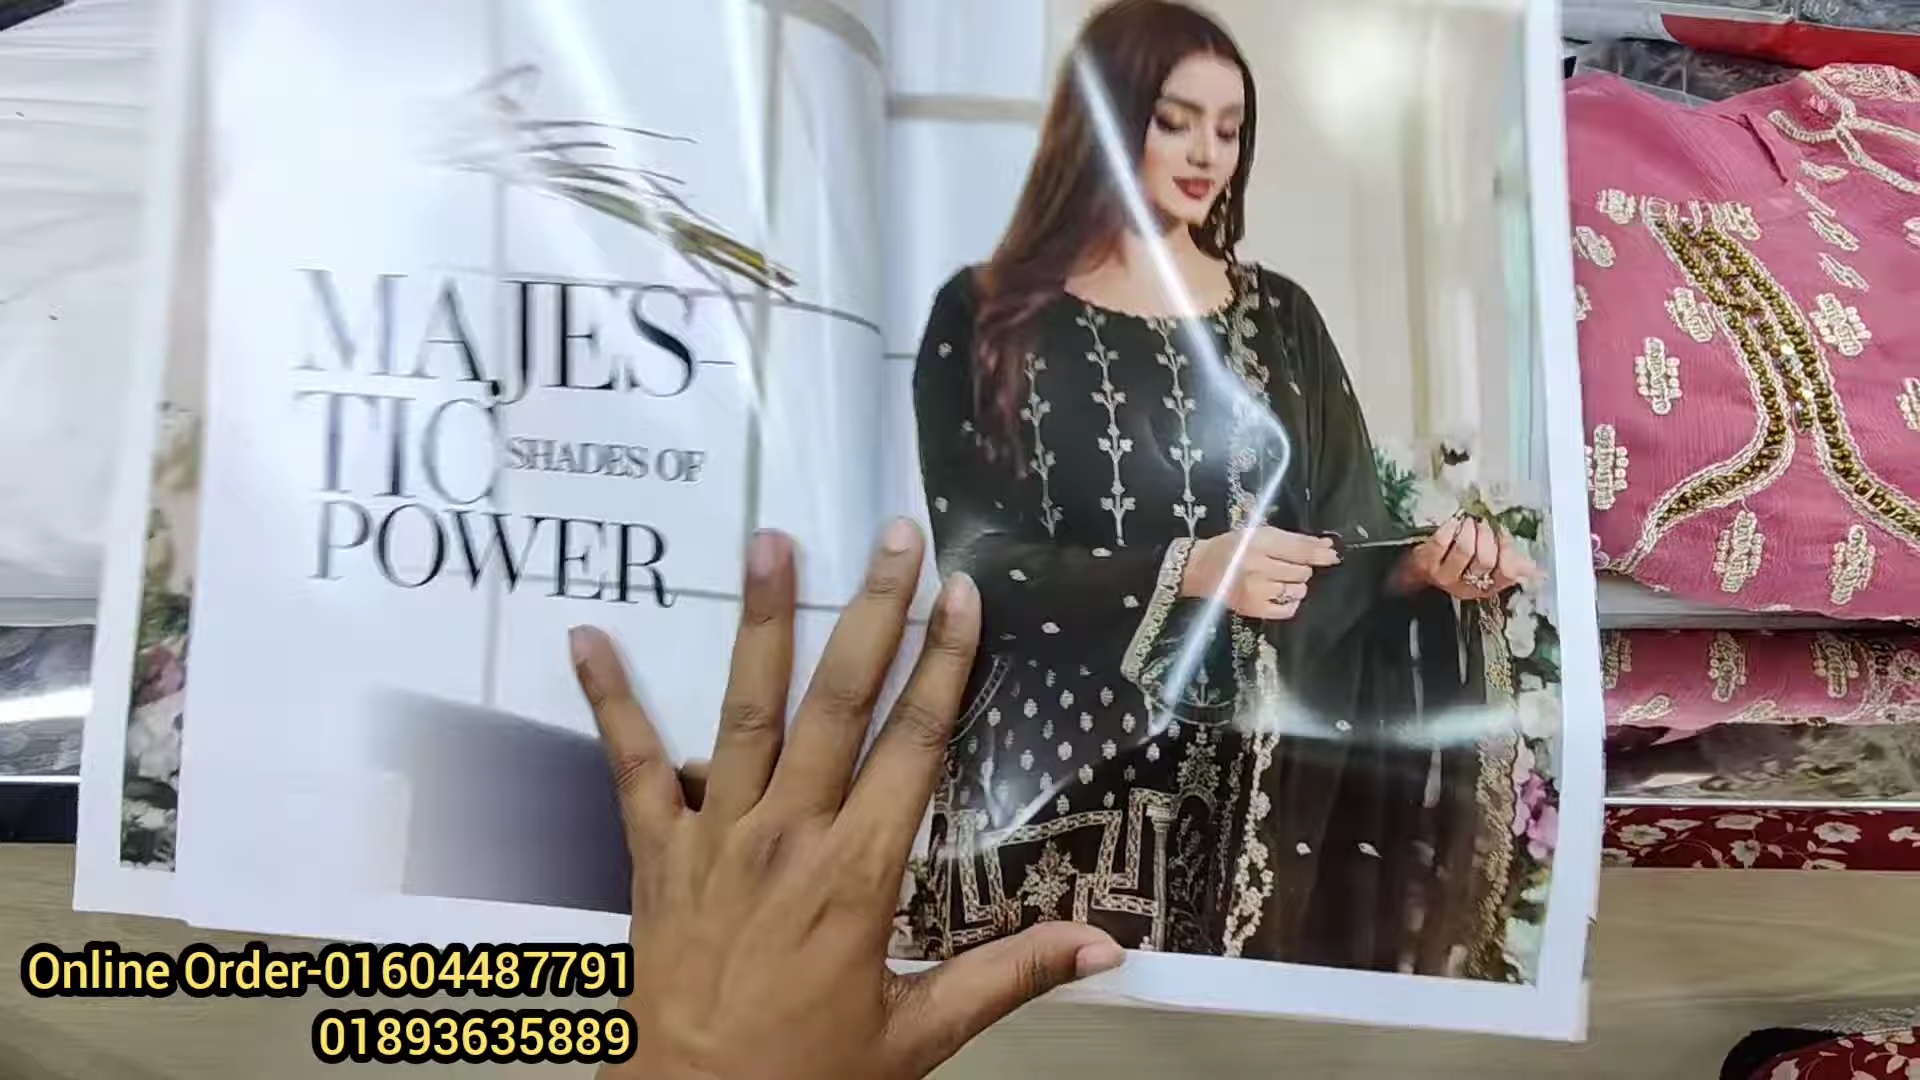 MAJES-
TIC SHADES OF
POWER
Online Order-01604487791
01893635889